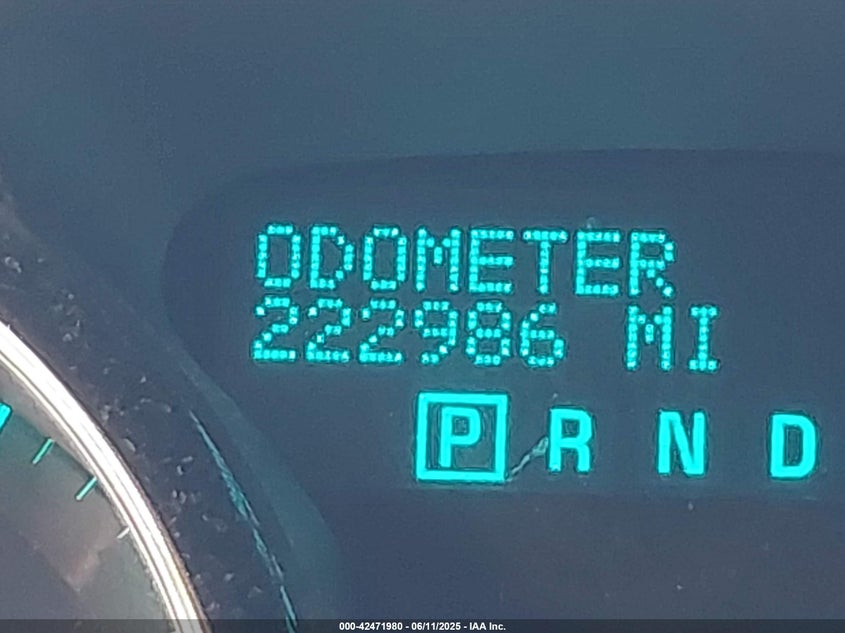 ODOMETER
222986 MI
P R N D
000-42471980 - 06/11/2025 - IAA Inc.